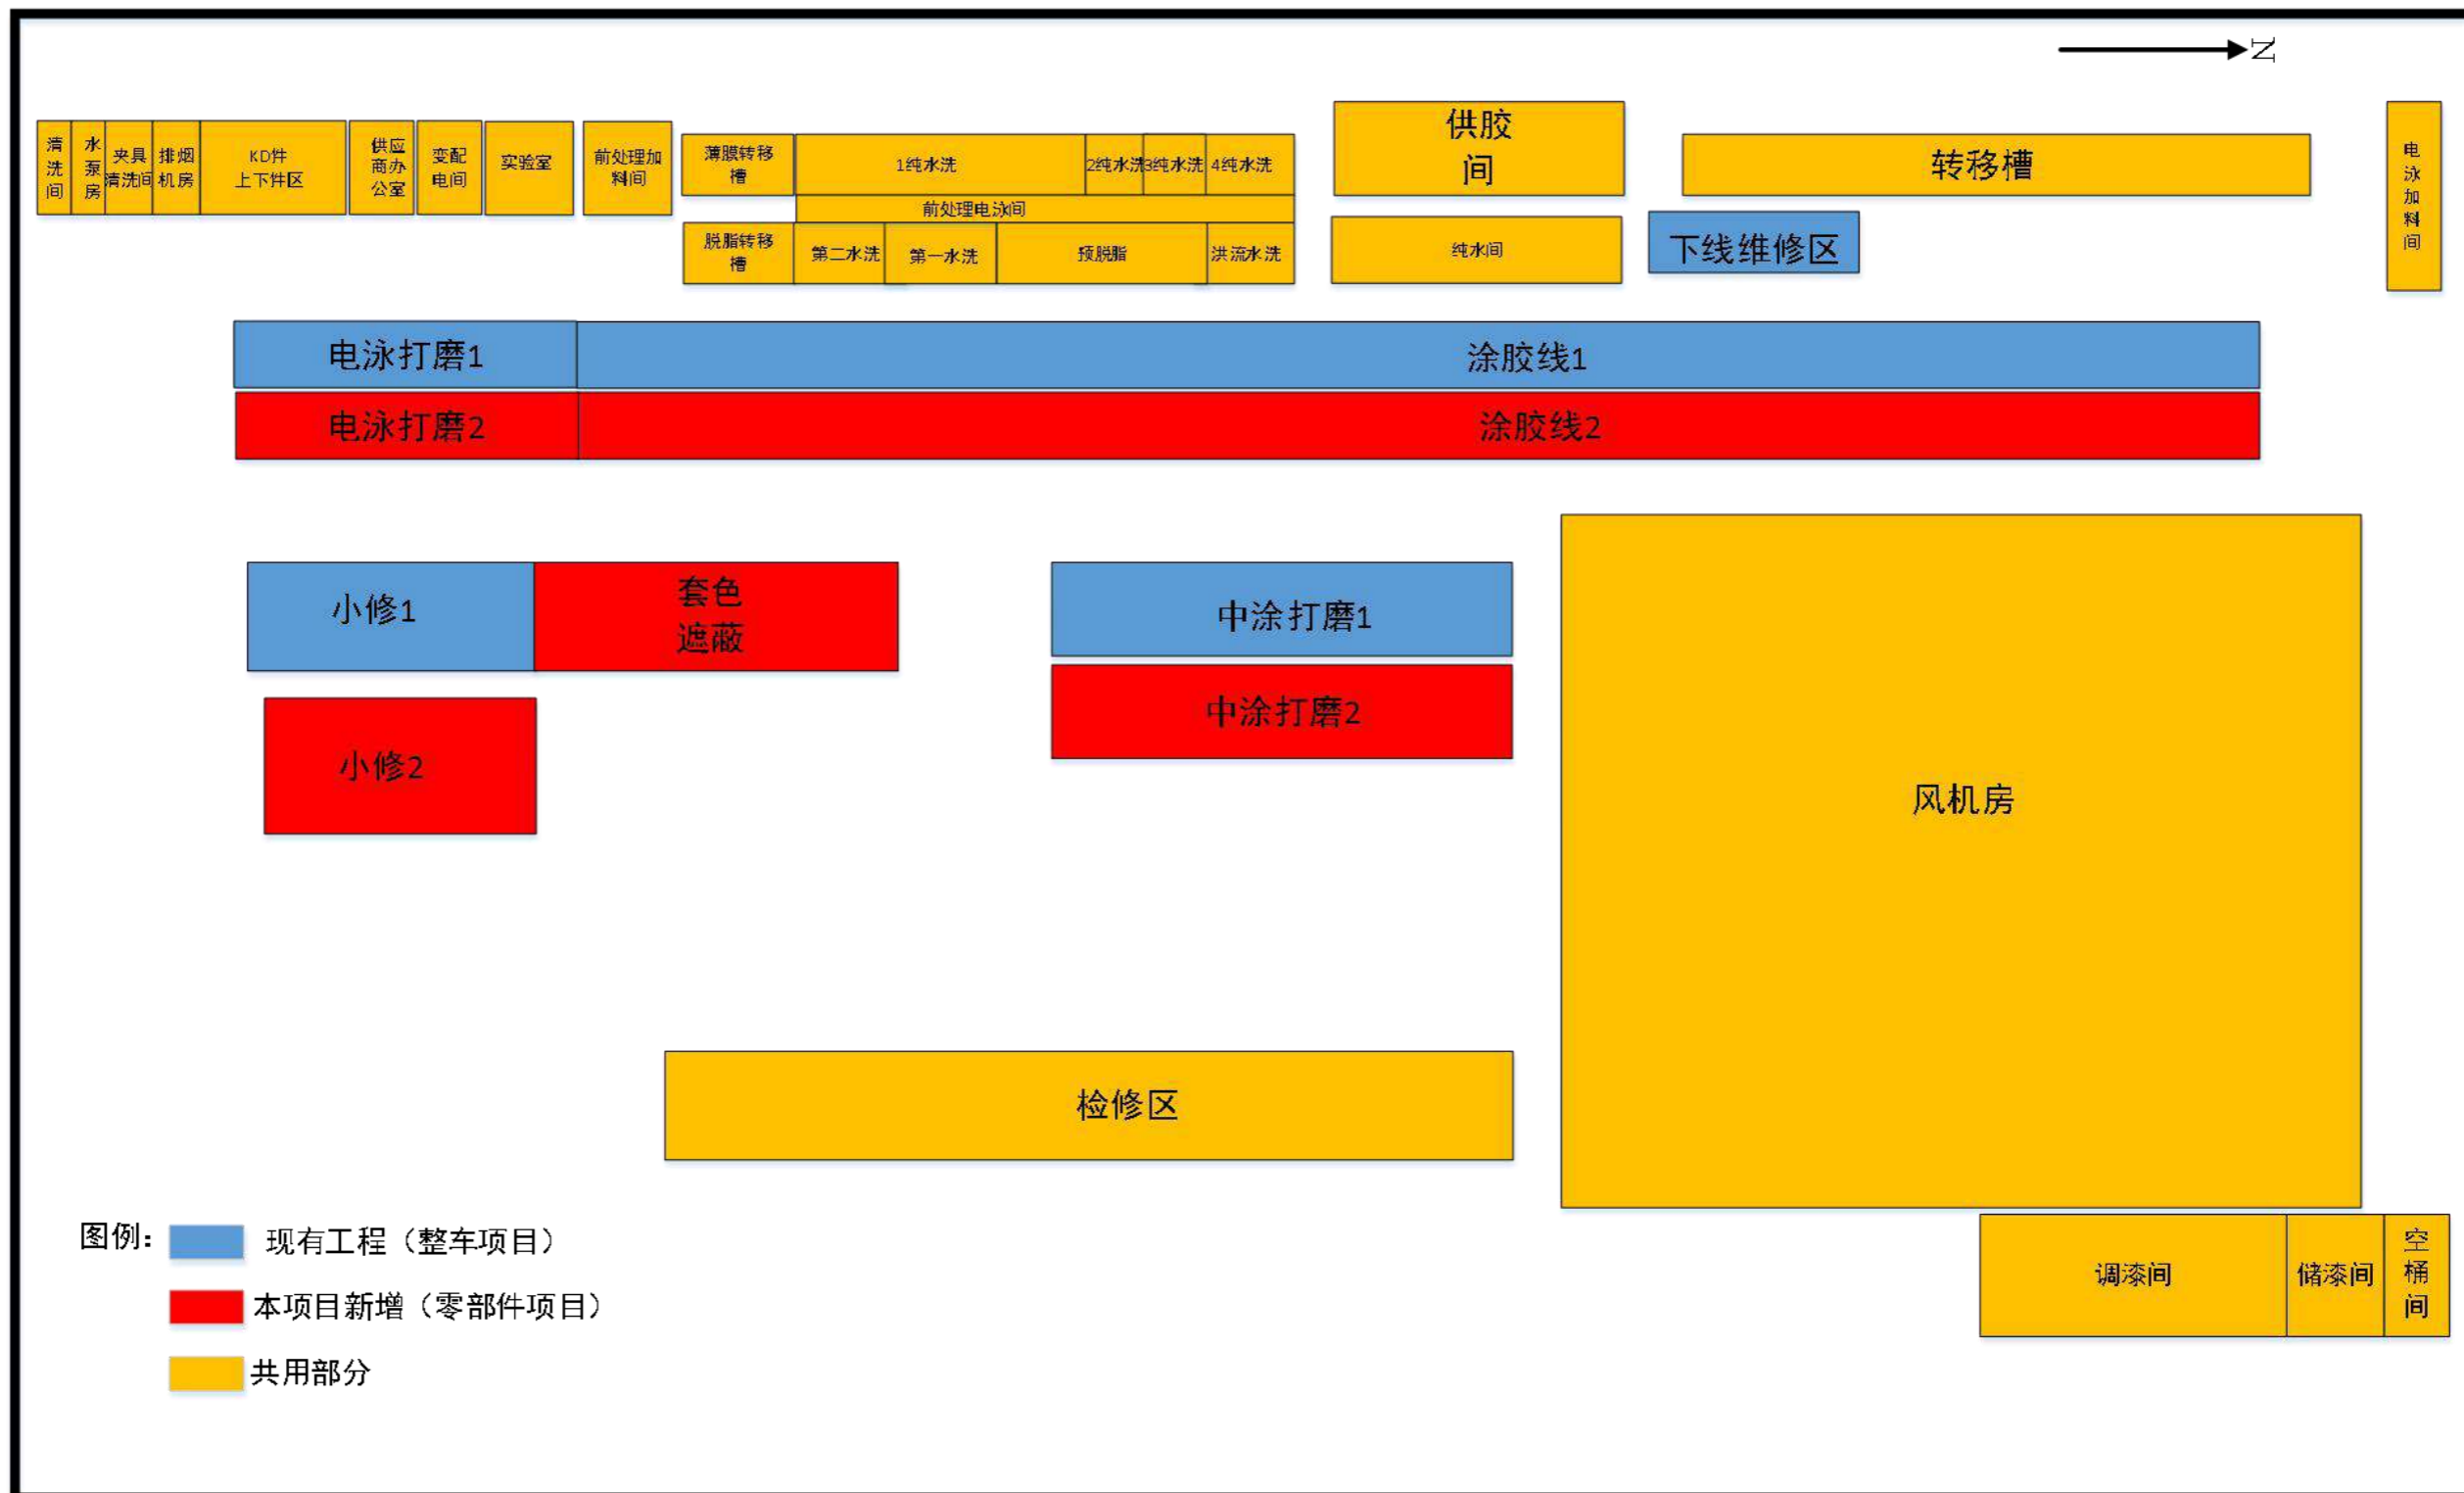 N
清
洗
间
水
泵
房
夹具
清洗间
排烟
机房
KD件
上下件区
供应
商办
公室
变配
电间
实验室
前处理加
料间
薄膜转移
槽
1纯水洗
2纯水洗
3纯水洗
4纯水洗
前处理电泳间
脱脂转移
槽
第二水洗
第一水洗
预脱脂
洪流水洗
供胶
间
纯水间
转移槽
下线维修区
电
泳
加
料
间
电泳打磨1
涂胶线1
电泳打磨2
涂胶线2
小修1
套色
遮蔽
中涂打磨1
中涂打磨2
小修2
风机房
检修区
调漆间
储漆间
空
桶
间
图例：
现有工程（整车项目）
本项目新增（零部件项目）
共用部分